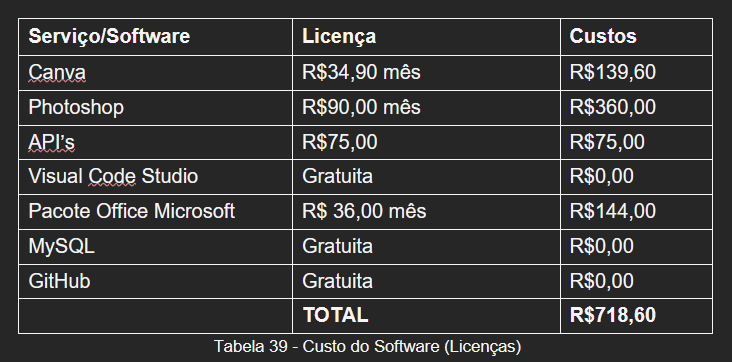 Serviço/Software Licença Custos
Canva R$34,90 mês R$139,60
Photoshop R$90,00 mês R$360,00
API's R$75,00 R$75,00
Visual Code Studio Gratuita R$0,00
Pacote Office Microsoft R$ 36,00 mês R$144,00
MySQL Gratuita R$0,00
GitHub Gratuita R$0,00
TOTAL R$718,60
Tabela 39 - Custo do Software (Licenças)